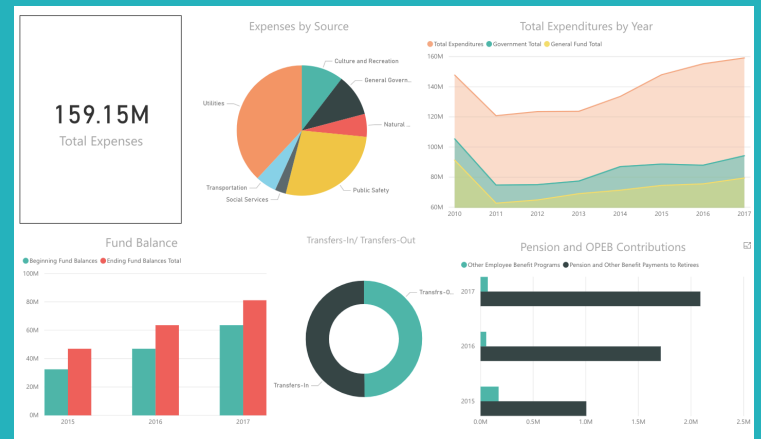 159.15M
Total Expenses
Expenses by Source
Culture and Recreation
General Govern...
Natural ...
Public Safety
Social Services
Transportation
Utilities
Total Expenditures by Year
Total Expenditures Government Total General Fund Total
160M
140M
120M
100M
80M
60M
2010 2011 2012 2013 2014 2015 2016 2017
Fund Balance
Beginning Fund Balances Ending Fund Balances Total
100M
80M
60M
40M
20M
0M
2015 2016 2017
Transfers-In/ Transfers-Out
Transfrs-O...
Transfers-In
Pension and OPEB Contributions
Other Employee Benefit Programs Pension and Other Benefit Payments to Retirees
2017
2016
2015
0.0M 0.5M 1.0M 1.5M 2.0M 2.5M